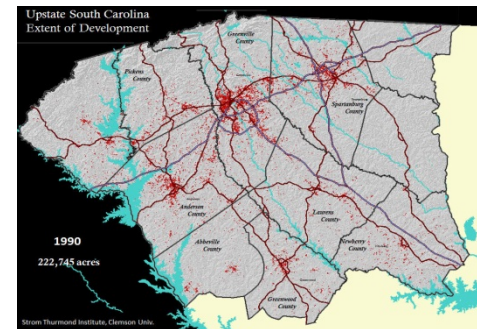 Upstate South Carolina
Extent of Development
Greenville
County
Pickens
County
Spartanburg
County
Anderson
County
Laurens
County
Abbeville
County
Newberry
County
Greenwood
County
1990
222,745 acres
Strom Thurmond Institute, Clemson Univ.